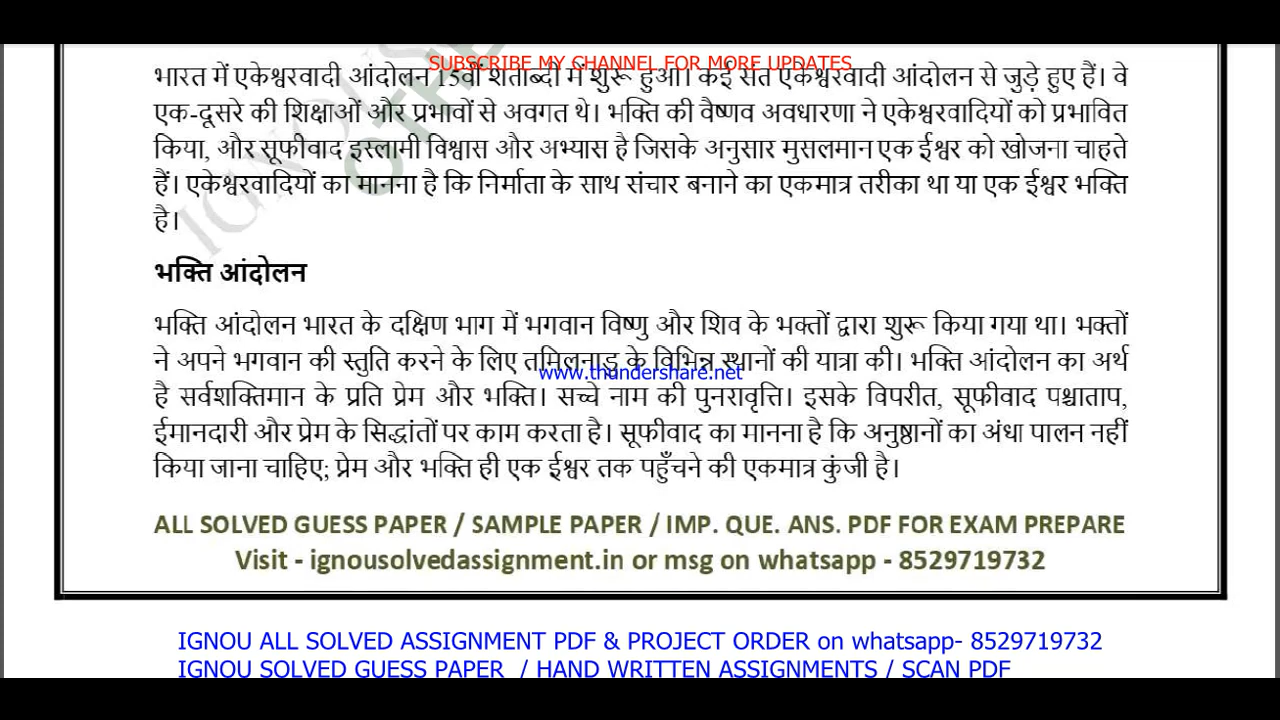 SUBSCRIBE MY CHANNEL FOR MORE UPDATES
भारत में एकेश्वरवादी आंदोलन 15वीं शताब्दी में शुरू हुआ। कई संत एकेश्वरवादी आंदोलन से जुड़े हुए हैं। वे
एक-दूसरे की शिक्षाओं और प्रभावों से अवगत थे। भक्ति की वैष्णव अवधारणा ने एकेश्वरवादियों को प्रभावित
किया, और सूफीवाद इस्लामी विश्वास और अभ्यास है जिसके अनुसार मुसलमान एक ईश्वर को खोजना चाहते
हैं। एकेश्वरवादियों का मानना है कि निर्माता के साथ संचार बनाने का एकमात्र तरीका था या एक ईश्वर भक्ति
है।
भक्ति आंदोलन
भक्ति आंदोलन भारत के दक्षिण भाग में भगवान विष्णु और शिव के भक्तों द्वारा शुरू किया गया था। भक्तों
ने अपने भगवान की स्तुति करने के लिए तमिलनाडु के विभिन्न स्थानों की यात्रा की। भक्ति आंदोलन का अर्थ
www.thundershare.net
है सर्वशक्तिमान के प्रति प्रेम और भक्ति। सच्चे नाम की पुनरावृत्ति। इसके विपरीत, सूफीवाद पश्चाताप,
ईमानदारी और प्रेम के सिद्धांतों पर काम करता है। सूफीवाद का मानना है कि अनुष्ठानों का अंधा पालन नहीं
किया जाना चाहिए; प्रेम और भक्ति ही एक ईश्वर तक पहुँचने की एकमात्र कुंजी है।
ALL SOLVED GUESS PAPER / SAMPLE PAPER / IMP. QUE. ANS. PDF FOR EXAM PREPARE
Visit - ignousolvedassignment.in or msg on whatsapp - 8529719732
IGNOU ALL SOLVED ASSIGNMENT PDF & PROJECT ORDER on whatsapp- 8529719732
IGNOU SOLVED GUESS PAPER / HAND WRITTEN ASSIGNMENTS / SCAN PDF